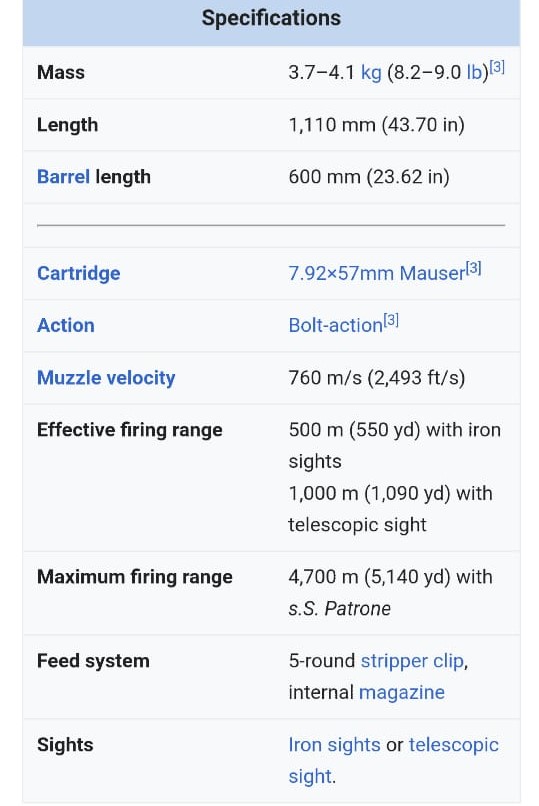 Specifications
Mass 3.7–4.1 kg (8.2–9.0 lb)[3]
Length 1,110 mm (43.70 in)
Barrel length 600 mm (23.62 in)
Cartridge 7.92×57mm Mauser[3]
Action Bolt-action[3]
Muzzle velocity 760 m/s (2,493 ft/s)
Effective firing range 500 m (550 yd) with iron
sights
1,000 m (1,090 yd) with
telescopic sight
Maximum firing range 4,700 m (5,140 yd) with
s.S. Patrone
Feed system 5-round stripper clip,
internal magazine
Sights Iron sights or telescopic
sight.